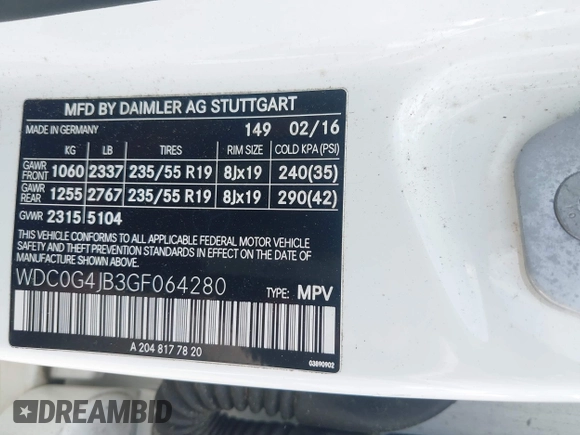 MFD BY DAIMLER AG STUTTGART
MADE IN GERMANY 149 02/16
KG LB TIRES RIM SIZE COLD KPA(PSI)
GAWR FRONT 1060 2337 235/55 R19 8Jx19 240(35)
GAWR REAR 1255 2767 235/55 R19 8Jx19 290(42)
GVWR 2315 5104
THIS VEHICLE CONFORMS TO ALL APPLICABLE FEDERAL MOTOR VEHICLE
SAFETY, BUMPER, AND THEFT PREVENTION STANDARDS IN EFFECT ON THE DATE OF
MANUFACTURE SHOWN ABOVE.
WDC0G4JB3GF064280 TYPE: MPV
A 204 817 78 20
03890902
DREAMBID